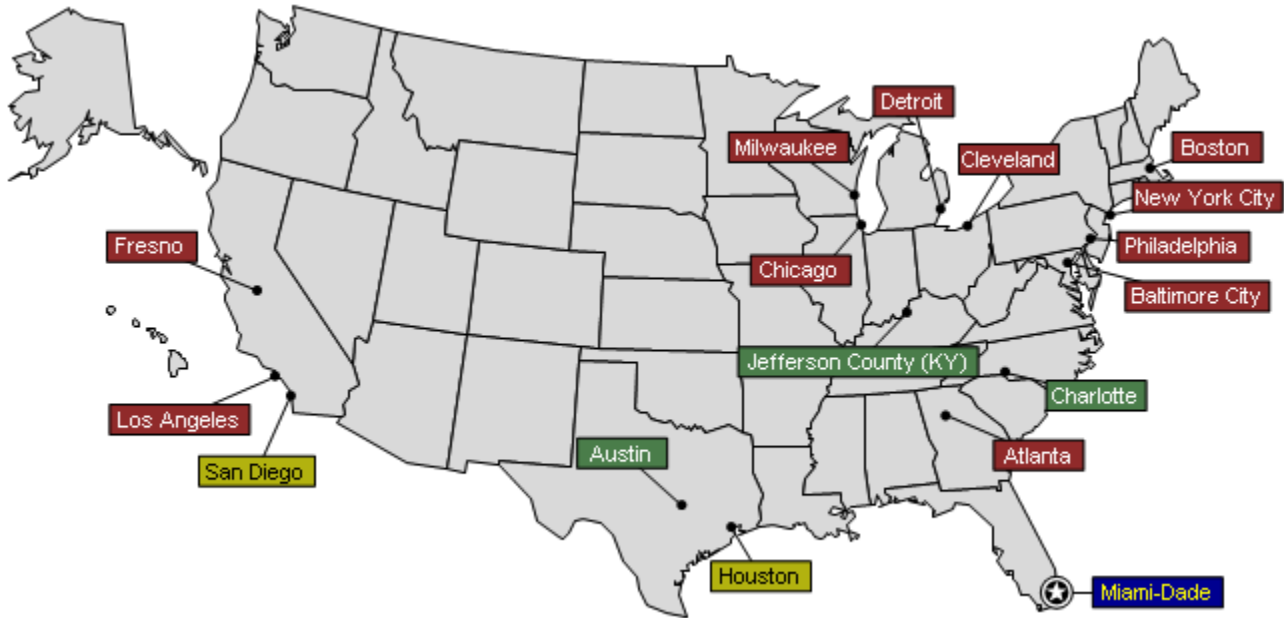 Detroit
Milwaukee
Cleveland
Boston
New York City
Fresno
Philadelphia
Chicago
Baltimore City
Jefferson County (KY)
Charlotte
Los Angeles
Austin
Atlanta
San Diego
Houston
Miami-Dade